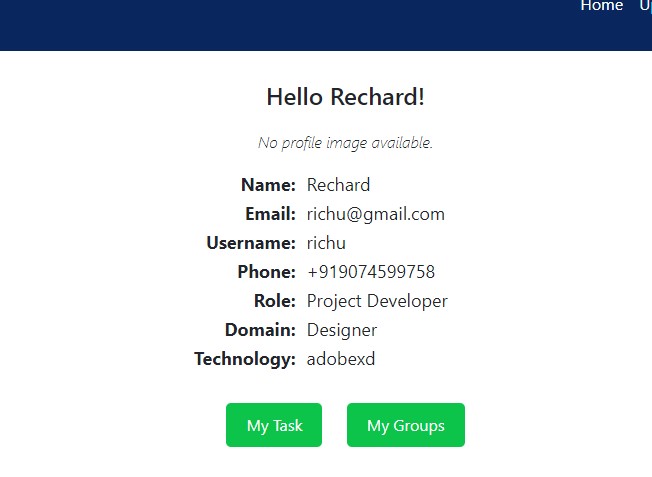 Home
Hello Rechard!
No profile image available.
Name: Rechard
Email: richu@gmail.com
Username: richu
Phone: +919074599758
Role: Project Developer
Domain: Designer
Technology: adobexd
My Task My Groups